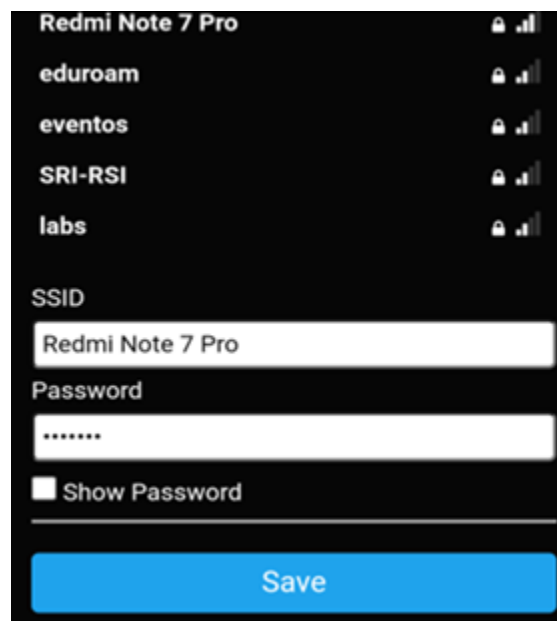 Redmi Note 7 Pro
eduroam
eventos
SRI-RSI
labs
SSID
Redmi Note 7 Pro
Password
•••••••
Show Password
Save